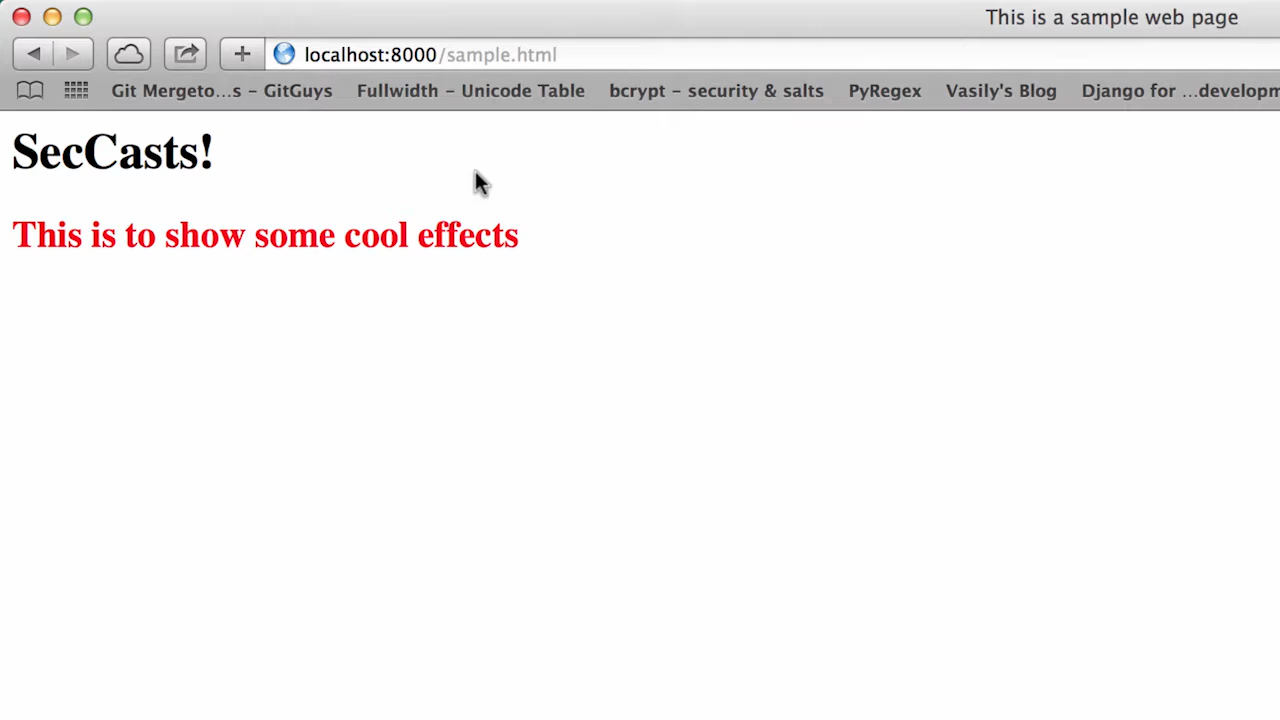 This is a sample web page
localhost:8000/sample.html
Git Mergeto...s – GitGuys Fullwidth – Unicode Table bcrypt – security & salts PyRegex Vasily's Blog Django for ...developm
SecCasts!
This is to show some cool effects